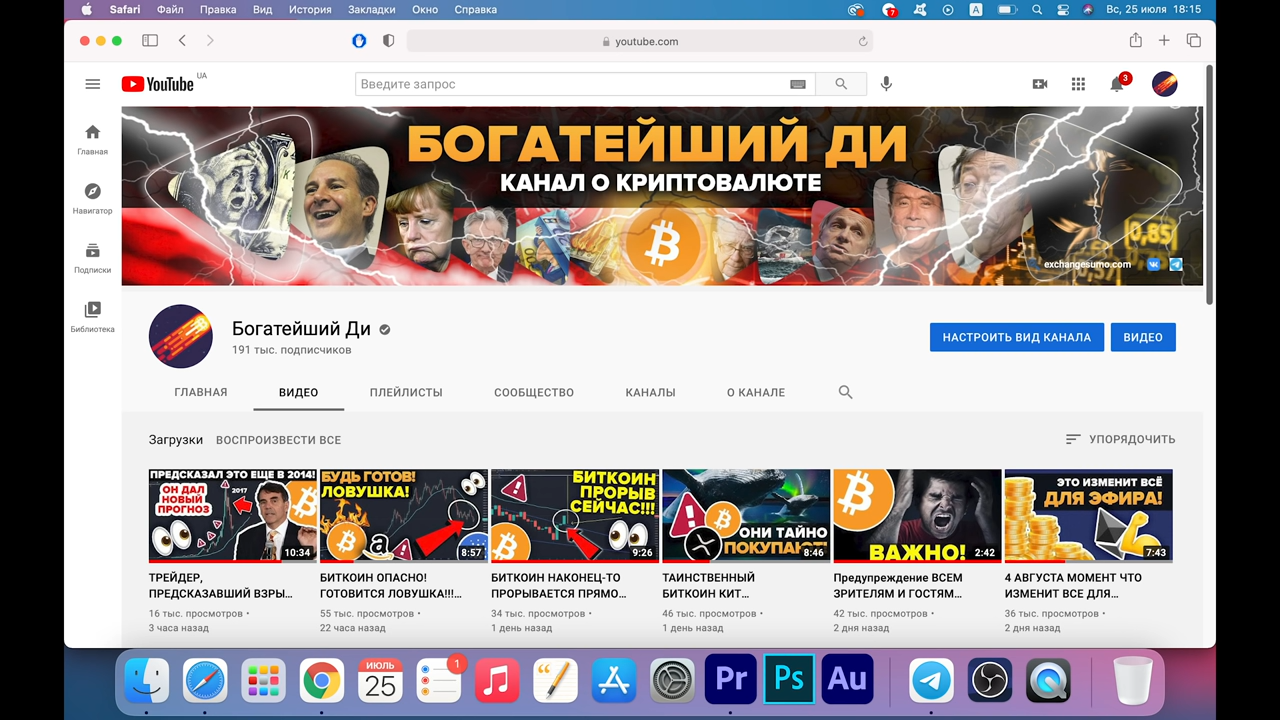 Safari Файл Правка Вид История Закладки Окно Справка
7
A
Вс, 25 июля 18:15
youtube.com
YouTube UA
Введите запрос
3
Главная
Навигатор
Подписки
Библиотека
БОГАТЕЙШИЙ ДИ
КАНАЛ О КРИПТОВАЛЮТЕ
0,85
exchangesumo.com
Богатейший Ди
191 тыс. подписчиков
НАСТРОИТЬ ВИД КАНАЛА
ВИДЕО
ГЛАВНАЯ ВИДЕО ПЛЕЙЛИСТЫ СООБЩЕСТВО КАНАЛЫ О КАНАЛЕ
Загрузки ВОСПРОИЗВЕСТИ ВСЕ
УПОРЯДОЧИТЬ
ПРЕДСКАЗАЛ ЭТО ЕЩЕ В 2014!
ОН ДАЛ
НОВЫЙ
ПРОГНОЗ
2017
10:34
ТРЕЙДЕР,
ПРЕДСКАЗАВШИЙ ВЗРЫ...
16 тыс. просмотров •
3 часа назад
БУДЬ ГОТОВ!
ЛОВУШКА!
8:57
БИТКОИН ОПАСНО!
ГОТОВИТСЯ ЛОВУШКА!!!...
55 тыс. просмотров •
22 часа назад
БИТКОИН
ПРОРЫВ
СЕЙЧАС!!!
9:26
БИТКОИН НАКОНЕЦ-ТО
ПРОРЫВАЕТСЯ ПРЯМО...
34 тыс. просмотров •
1 день назад
ОНИ ТАЙНО
ПОКУПАЮТ
8:46
ТАИНСТВЕННЫЙ
БИТКОИН КИТ...
46 тыс. просмотров •
1 день назад
ВАЖНО!
2:42
Предупреждение ВСЕМ
ЗРИТЕЛЯМ И ГОСТЯМ...
42 тыс. просмотров •
2 дня назад
ЭТО ИЗМЕНИТ ВСЁ
ДЛЯ ЭФИРА!
7:43
4 АВГУСТА МОМЕНТ ЧТО
ИЗМЕНИТ ВСЕ ДЛЯ...
36 тыс. просмотров •
2 дня назад
ИЮЛЬ
25
1
Pr
Ps
Au